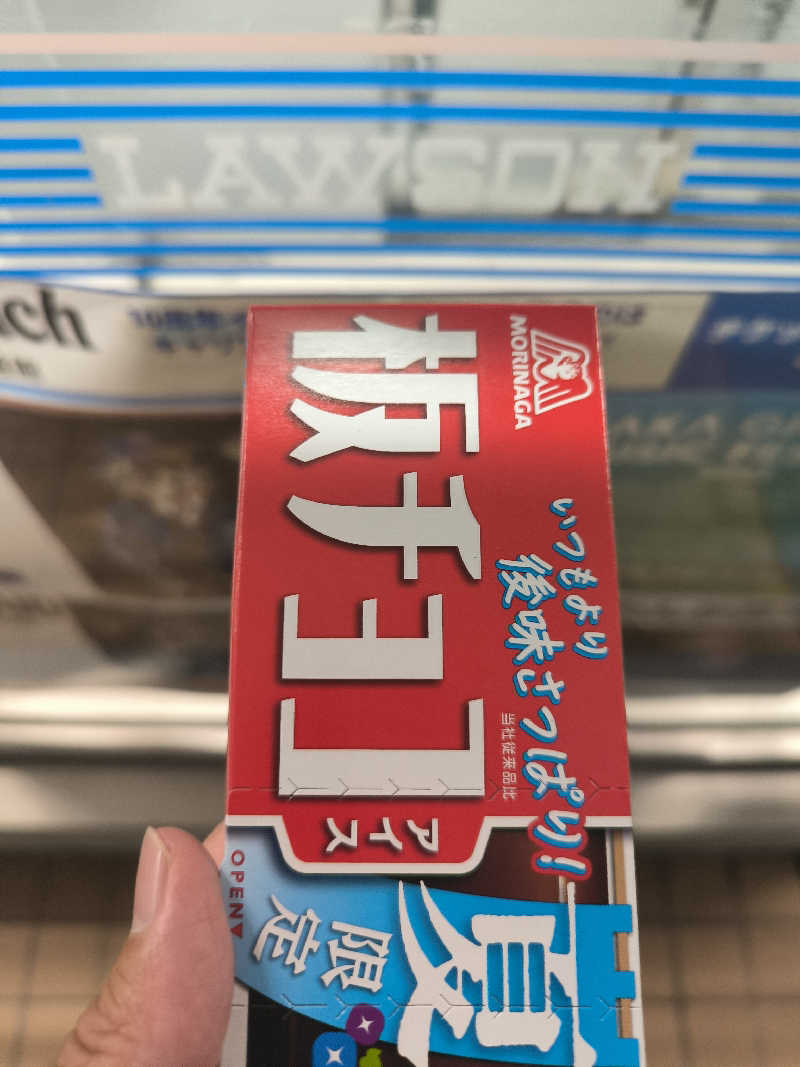 LAWSON
nch
MORINAGA
板チョコ
アイス
いつもより
後味さっぱり!
当社従来品比
夏
限定
OPEN▼